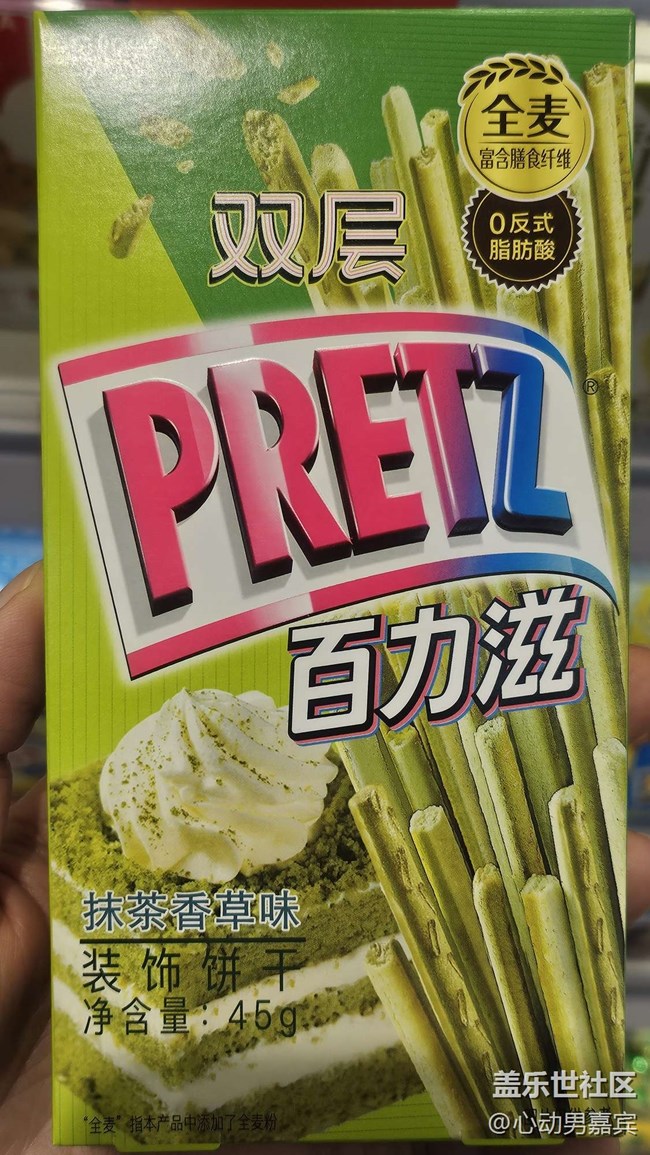 全麦
富含膳食纤维
0反式
脂肪酸
双层
PRETZ
®
百力滋
抹茶香草味
装饰饼干
净含量：45g
"全麦"指本产品中添加了全麦粉
盖乐世社区
@心动男嘉宾